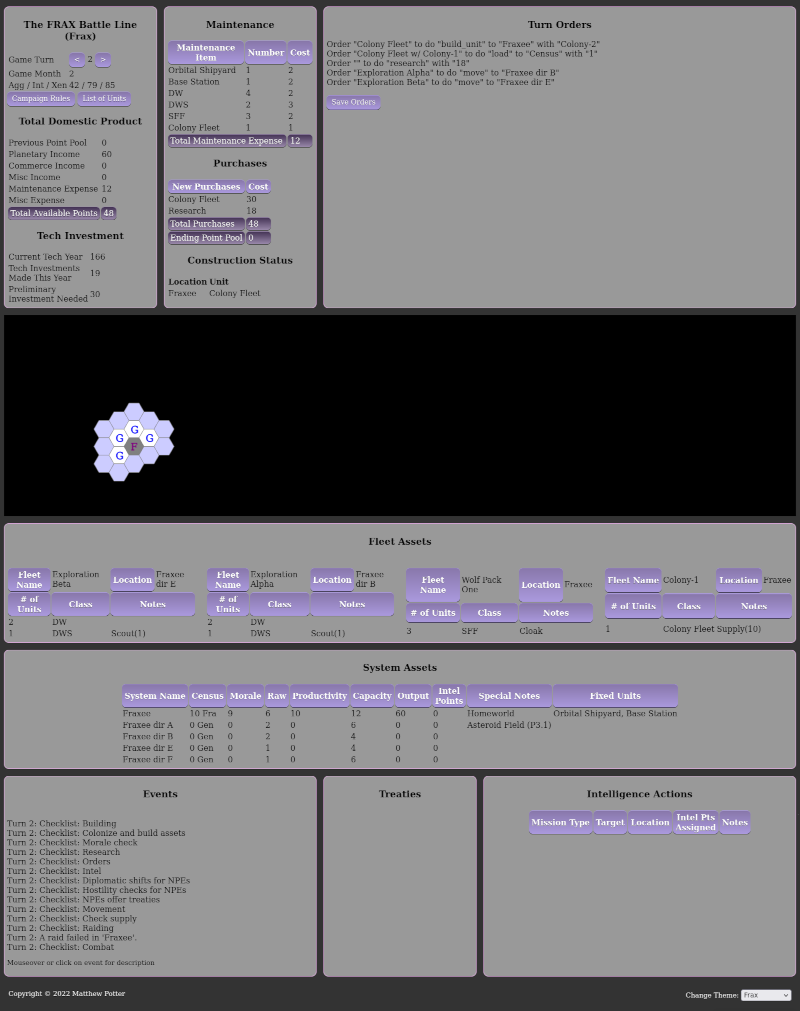 The FRAX Battle Line
(Frax)
Game Turn < 2 >
Game Month 2
Agg / Int / Xen 42 / 79 / 85
Campaign Rules List of Units
Total Domestic Product
Previous Point Pool 0
Planetary Income 60
Commerce Income 0
Misc Income 0
Maintenance Expense 12
Misc Expense 0
Total Available Points 48
Tech Investment
Current Tech Year 166
Tech Investments
Made This Year 19
Preliminary
Investment Needed 30
Maintenance
Maintenance
Item Number Cost
Orbital Shipyard 1 2
Base Station 1 2
DW 4 2
DWS 2 3
SFF 3 2
Colony Fleet 1 1
Total Maintenance Expense 12
Purchases
New Purchases Cost
Colony Fleet 30
Research 18
Total Purchases 48
Ending Point Pool 0
Construction Status
Location Unit
Fraxee Colony Fleet
Turn Orders
Order "Colony Fleet" to do "build_unit" to "Fraxee" with "Colony-2"
Order "Colony Fleet w/ Colony-1" to do "load" to "Census" with "1"
Order "" to do "research" with "18"
Order "Exploration Alpha" to do "move" to "Fraxee dir B"
Order "Exploration Beta" to do "move" to "Fraxee dir E"
Save Orders
G
G G
F
G
Fleet Assets
Fleet
Name Exploration
Beta Location Fraxee
dir E
# of
Units Class Notes
2 DW
1 DWS Scout(1)
Fleet
Name Exploration
Alpha Location Fraxee
dir B
# of
Units Class Notes
2 DW
1 DWS Scout(1)
Fleet
Name Wolf Pack
One Location Fraxee
# of Units Class Notes
3 SFF Cloak
Fleet Name Colony-1 Location Fraxee
# of Units Class Notes
1 Colony Fleet Supply(10)
System Assets
System Name Census Morale Raw Productivity Capacity Output Intel
Points Special Notes Fixed Units
Fraxee 10 Fra 9 6 10 12 60 0 Homeworld Orbital Shipyard, Base Station
Fraxee dir A 0 Gen 0 2 0 6 0 0 Asteroid Field (P3.1)
Fraxee dir B 0 Gen 0 2 0 4 0 0
Fraxee dir E 0 Gen 0 1 0 4 0 0
Fraxee dir F 0 Gen 0 1 0 6 0 0
Events
Turn 2: Checklist: Building
Turn 2: Checklist: Colonize and build assets
Turn 2: Checklist: Morale check
Turn 2: Checklist: Research
Turn 2: Checklist: Orders
Turn 2: Checklist: Intel
Turn 2: Checklist: Diplomatic shifts for NPEs
Turn 2: Checklist: Hostility checks for NPEs
Turn 2: Checklist: NPEs offer treaties
Turn 2: Checklist: Movement
Turn 2: Checklist: Check supply
Turn 2: Checklist: Raiding
Turn 2: A raid failed in 'Fraxee'.
Turn 2: Checklist: Combat
Mouseover or click on event for description
Treaties
Intelligence Actions
Mission Type Target Location Intel Pts
Assigned Notes
Copyright © 2022 Matthew Potter
Change Theme: Frax